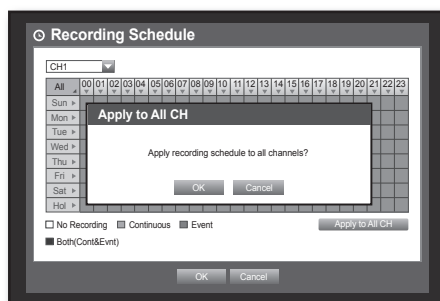 Recording Schedule
CH1
All 00 01 02 03 04 05 06 07 08 09 10 11 12 13 14 15 16 17 18 19 20 21 22 23
Sun
Mon
Apply to All CH
Tue
Wed
Apply recording schedule to all channels?
Thu
Fri
Sat
OK Cancel
Hol
No Recording Continuous Event Apply to All CH
Both(Cont&Evnt)
OK Cancel